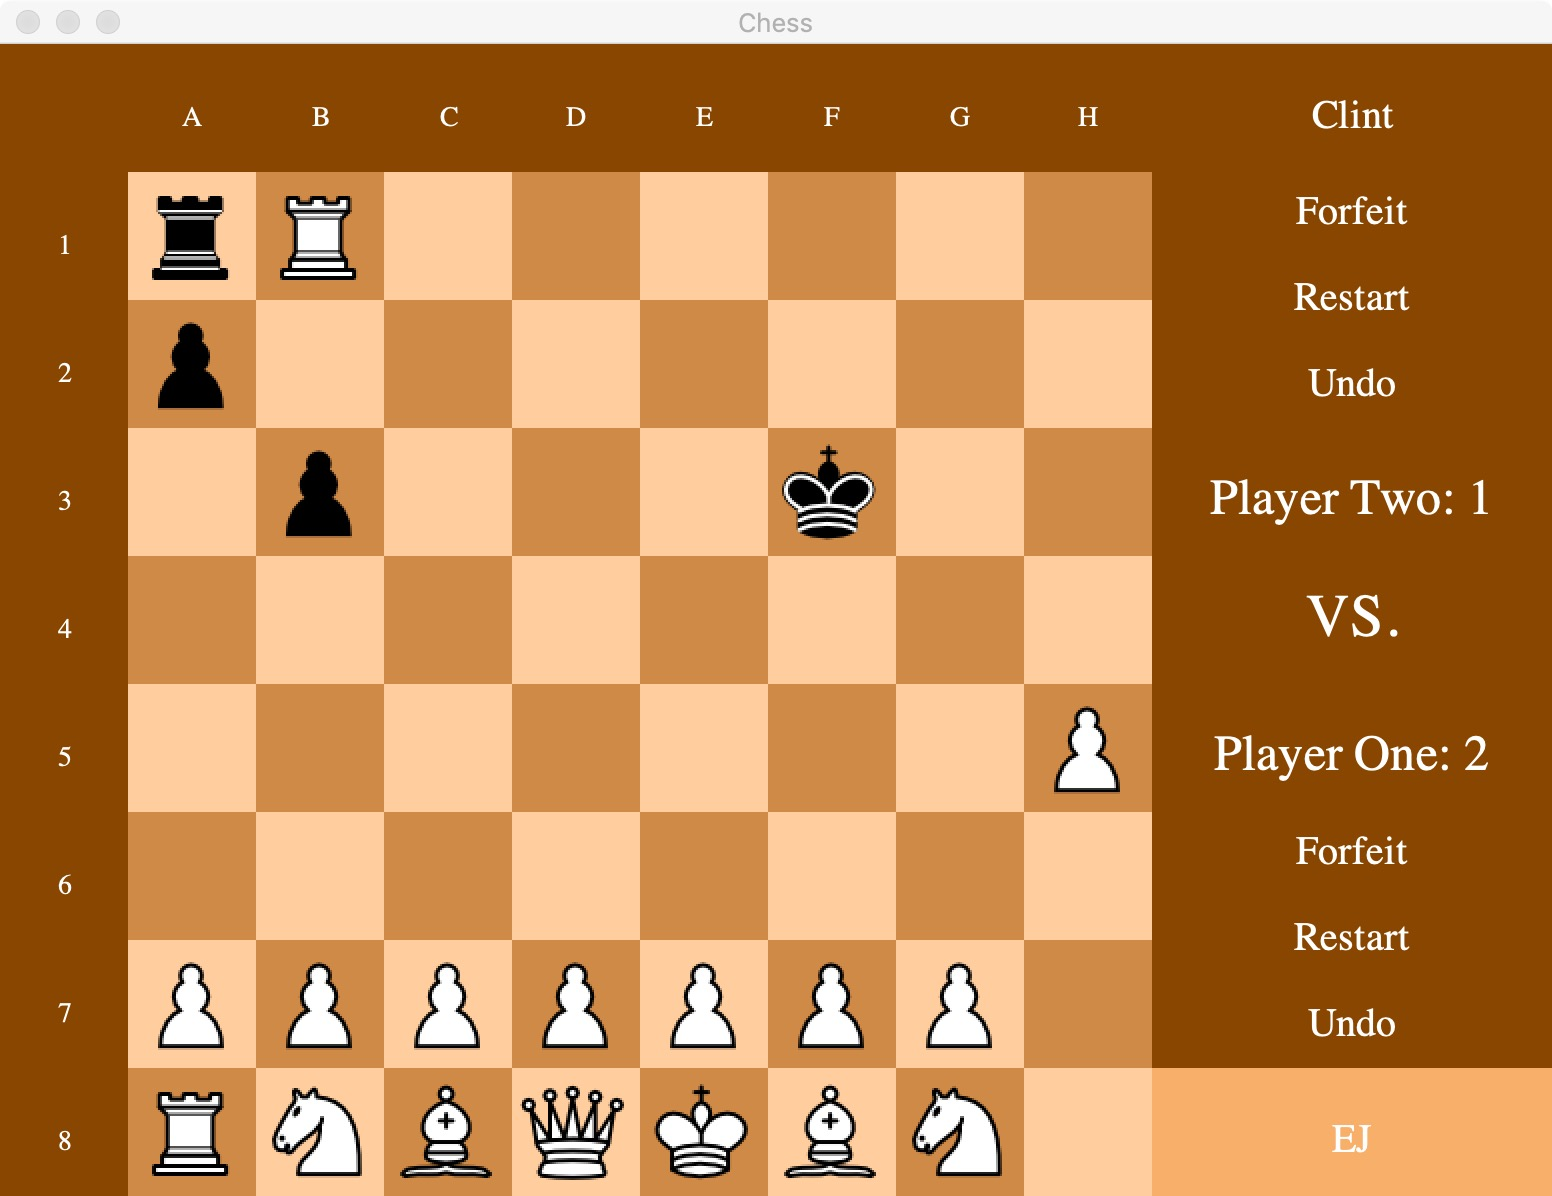 Chess
A B C D E F G H
Clint
1
Forfeit
Restart
2
Undo
3
Player Two: 1
4
VS.
5
Player One: 2
Forfeit
6
Restart
7
Undo
8
EJ